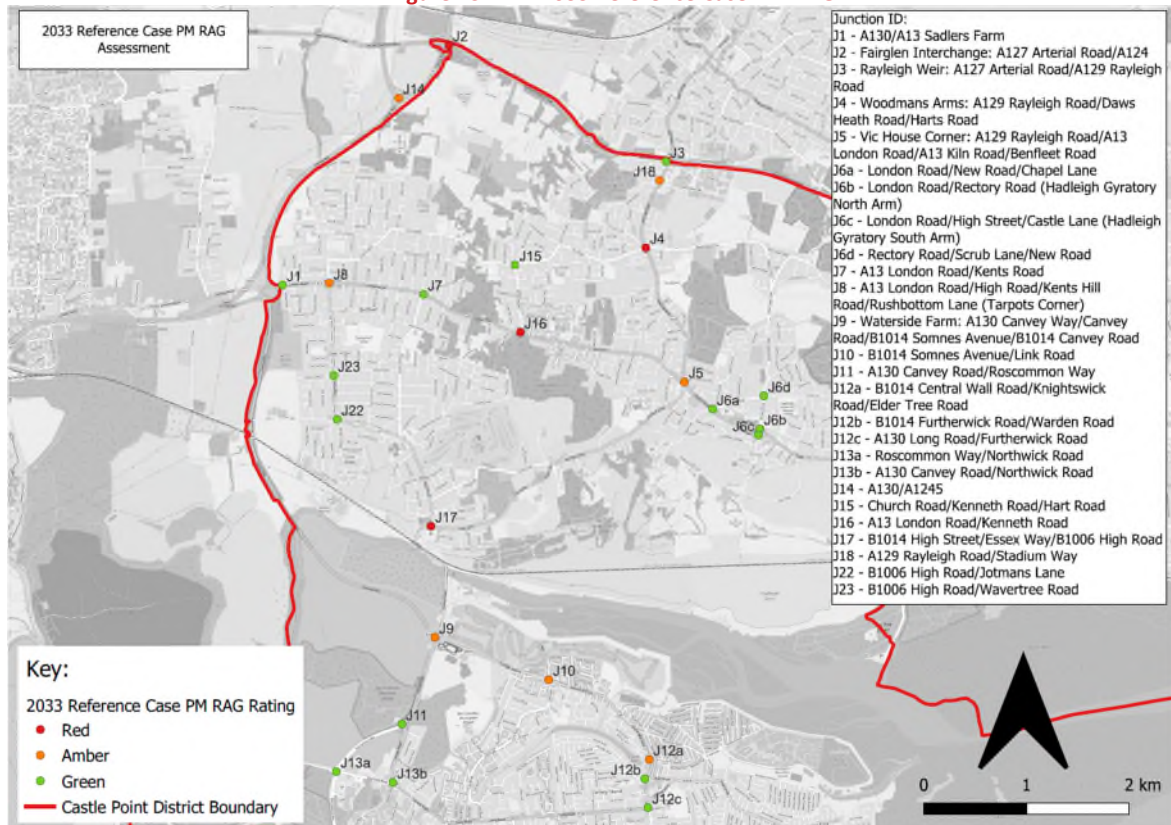 2033 Reference Case PM RAG
Assessment
Junction ID:
J1 - A130/A13 Sadlers Farm
J2 - Fairglen Interchange: A127 Arterial Road/A124
J3 - Rayleigh Weir: A127 Arterial Road/A129 Rayleigh
Road
J4 - Woodmans Arms: A129 Rayleigh Road/Daws
Heath Road/Harts Road
J5 - Vic House Corner: A129 Rayleigh Road/A13
London Road/A13 Kiln Road/Benfleet Road
J6a - London Road/New Road/Chapel Lane
J6b - London Road/Rectory Road (Hadleigh Gyratory
North Arm)
J6c - London Road/High Street/Castle Lane (Hadleigh
Gyratory South Arm)
J6d - Rectory Road/Scrub Lane/New Road
J7 - A13 London Road/Kents Road
J8 - A13 London Road/High Road/Kents Hill
Road/Rushbottom Lane (Tarpots Corner)
J9 - Waterside Farm: A130 Canvey Way/Canvey
Road/B1014 Somnes Avenue/B1014 Canvey Road
J10 - B1014 Somnes Avenue/Link Road
J11 - A130 Canvey Road/Roscommon Way
J12a - B1014 Central Wall Road/Knightswick
Road/Elder Tree Road
J12b - B1014 Furtherwick Road/Warden Road
J12c - A130 Long Road/Furtherwick Road
J13a - Roscommon Way/Northwick Road
J13b - A130 Canvey Road/Northwick Road
J14 - A130/A1245
J15 - Church Road/Kenneth Road/Hart Road
J16 - A13 London Road/Kenneth Road
J17 - B1014 High Street/Essex Way/B1006 High Road
J18 - A129 Rayleigh Road/Stadium Way
J22 - B1006 High Road/Jotmans Lane
J23 - B1006 High Road/Wavertree Road
J2
J14
J3
J18
J4
J15
J1
J8
J7
J16
J23
J5
J6d
J6a
J22
J6b
J6c
J17
J9
J10
J11
J12a
J13a
J13b
J12b
J12c
Key:
2033 Reference Case PM RAG Rating
Red
Amber
Green
Castle Point District Boundary
0 1 2 km